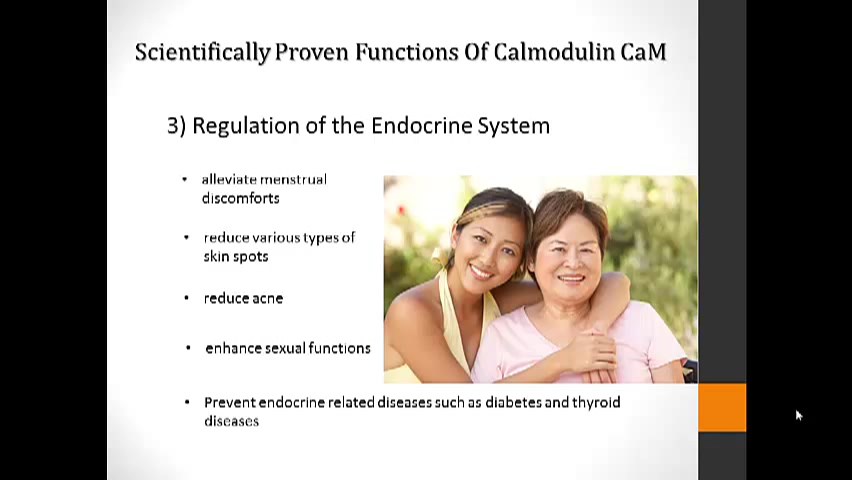 Scientifically Proven Functions Of Calmodulin CaM
3) Regulation of the Endocrine System
• alleviate menstrual
discomforts
• reduce various types of
skin spots
• reduce acne
• enhance sexual functions
• Prevent endocrine related diseases such as diabetes and thyroid
diseases